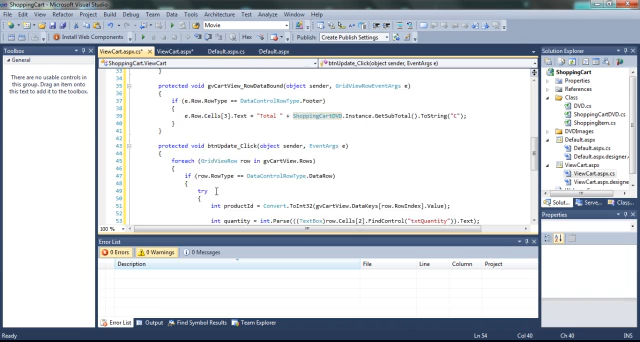 ShoppingCart - Microsoft Visual Studio
File Edit Refactor Project Build Debug Team Data Tools Architecture Test Analyze Window Help
Movie
Install Web Components
Hex
Publish: Create Publish Settings
Toolbox
General
There are no usable controls in this group. Drag an item onto this text to add it to the toolbox.
ViewCart.aspx.cs* ViewCart.aspx* Default.aspx.cs Default.aspx
ShoppingCart.ViewCart
btnUpdate_Click(object sender, EventArgs e)
33 }
34
35 protected void gvCartView_RowDataBound(object sender, GridViewRowEventArgs e)
36 {
37 if (e.Row.RowType == DataControlRowType.Footer)
38 {
39 e.Row.Cells[3].Text = "Total " + ShoppingCartDVD.Instance.GetSubTotal().ToString("C");
40 }
41 }
42
43 protected void btnUpdate_Click(object sender, EventArgs e)
44 {
45 foreach (GridViewRow row in gvCartView.Rows)
46 {
47 if (row.RowType == DataControlRowType.DataRow)
48 {
49 try
50 {
51 int productId = Convert.ToInt32(gvCartView.DataKeys[row.RowIndex].Value);
52
53 int quantity = int.Parse(((TextBox)row.Cells[2].FindControl("txtQuantity")).Text);
100 %
Error List
0 Errors 0 Warnings 0 Messages
Description File Line Column Project
Error List Output Find Symbol Results Team Explorer
Solution Explorer
ShoppingCart
Properties
References
Class
DVD.cs
ShoppingCartDVD.cs
ShoppingItem.cs
DVDImages
Default.aspx
Default.aspx.cs
Default.aspx.designe
ViewCart.aspx
ViewCart.aspx.cs
ViewCart.aspx.designe
Solut... Serve... Class...
Properties
Ready
Ln 54 Col 40 Ch 40 INS